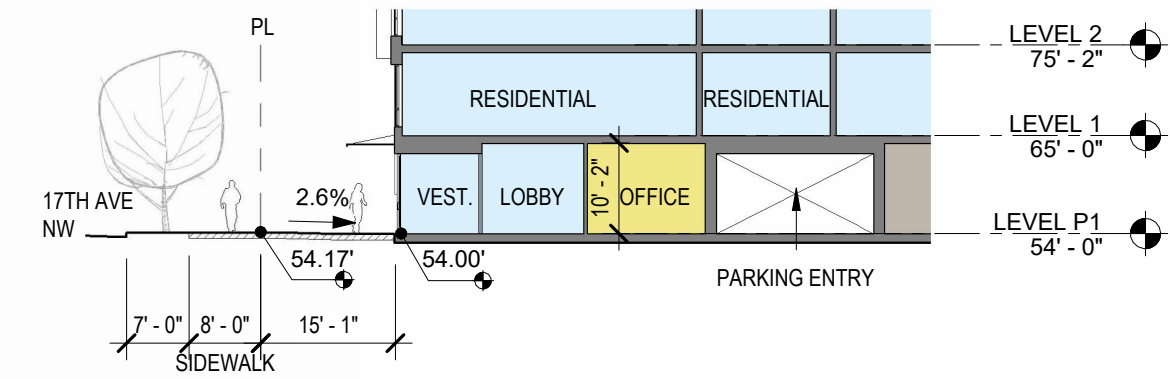 PL
LEVEL 2
75' - 2"
RESIDENTIAL
RESIDENTIAL
LEVEL 1
65' - 0"
17TH AVE
NW
2.6%
VEST.
LOBBY
10' - 2"
OFFICE
LEVEL P1
54' - 0"
54.17'
54.00'
PARKING ENTRY
7' - 0"
8' - 0"
15' - 1"
SIDEWALK